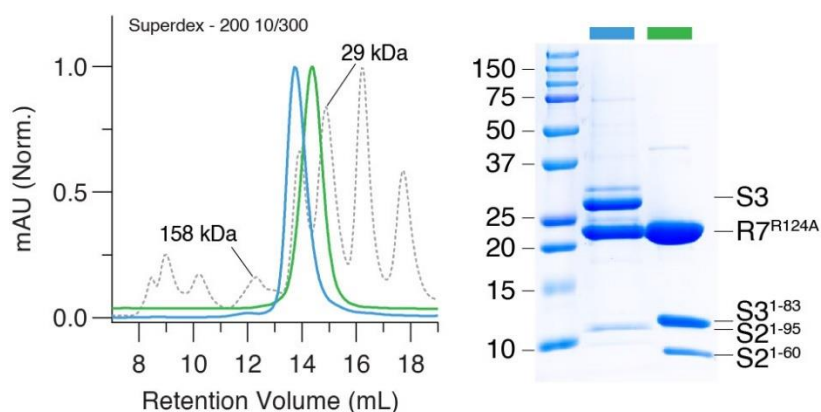 Superdex - 200 10/300
29 kDa
158 kDa
1.0
0.5
0.0
mAU (Norm.)
8 10 12 14 16 18
Retention Volume (mL)
150
75
50
37
25
20
15
10
S3
R7R124A
S31-83
S21-95
S21-60